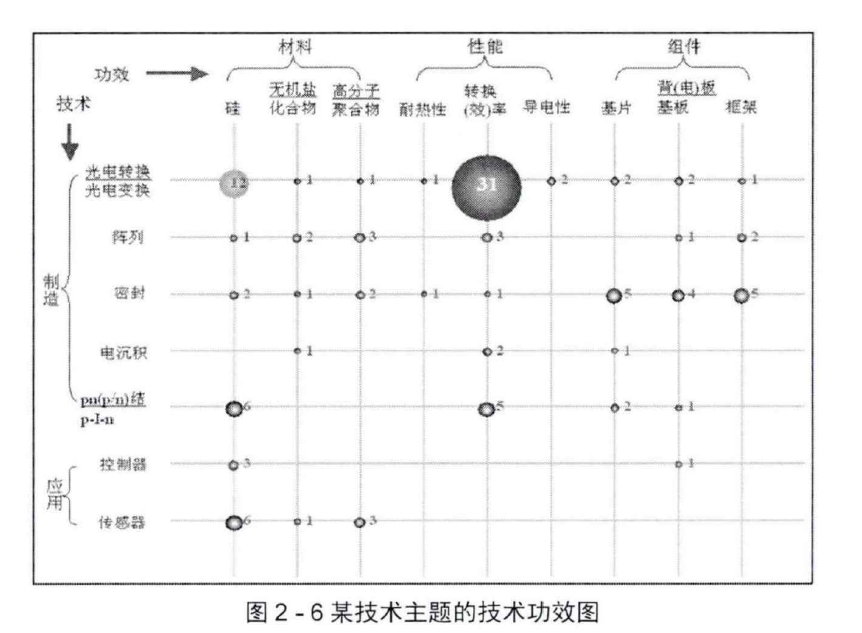 材料 性能 组件
功效
技术
硅 无机盐 化合物 高分子 聚合物 耐热性 转换 (效)率 导电性 基片 背(电)板 基板 框架
制造
光电转换
光电变换
12 1 1 1 31 2 2 2 1
阵列 1 2 3 3 1 2
密封 2 1 2 1 1 5 4 5
电沉积 1 2 1
pn(p/n)结
p-I-n
6 5 2 1
应用
控制器 3 1
传感器 6 1 3
图 2 - 6 某技术主题的技术功效图